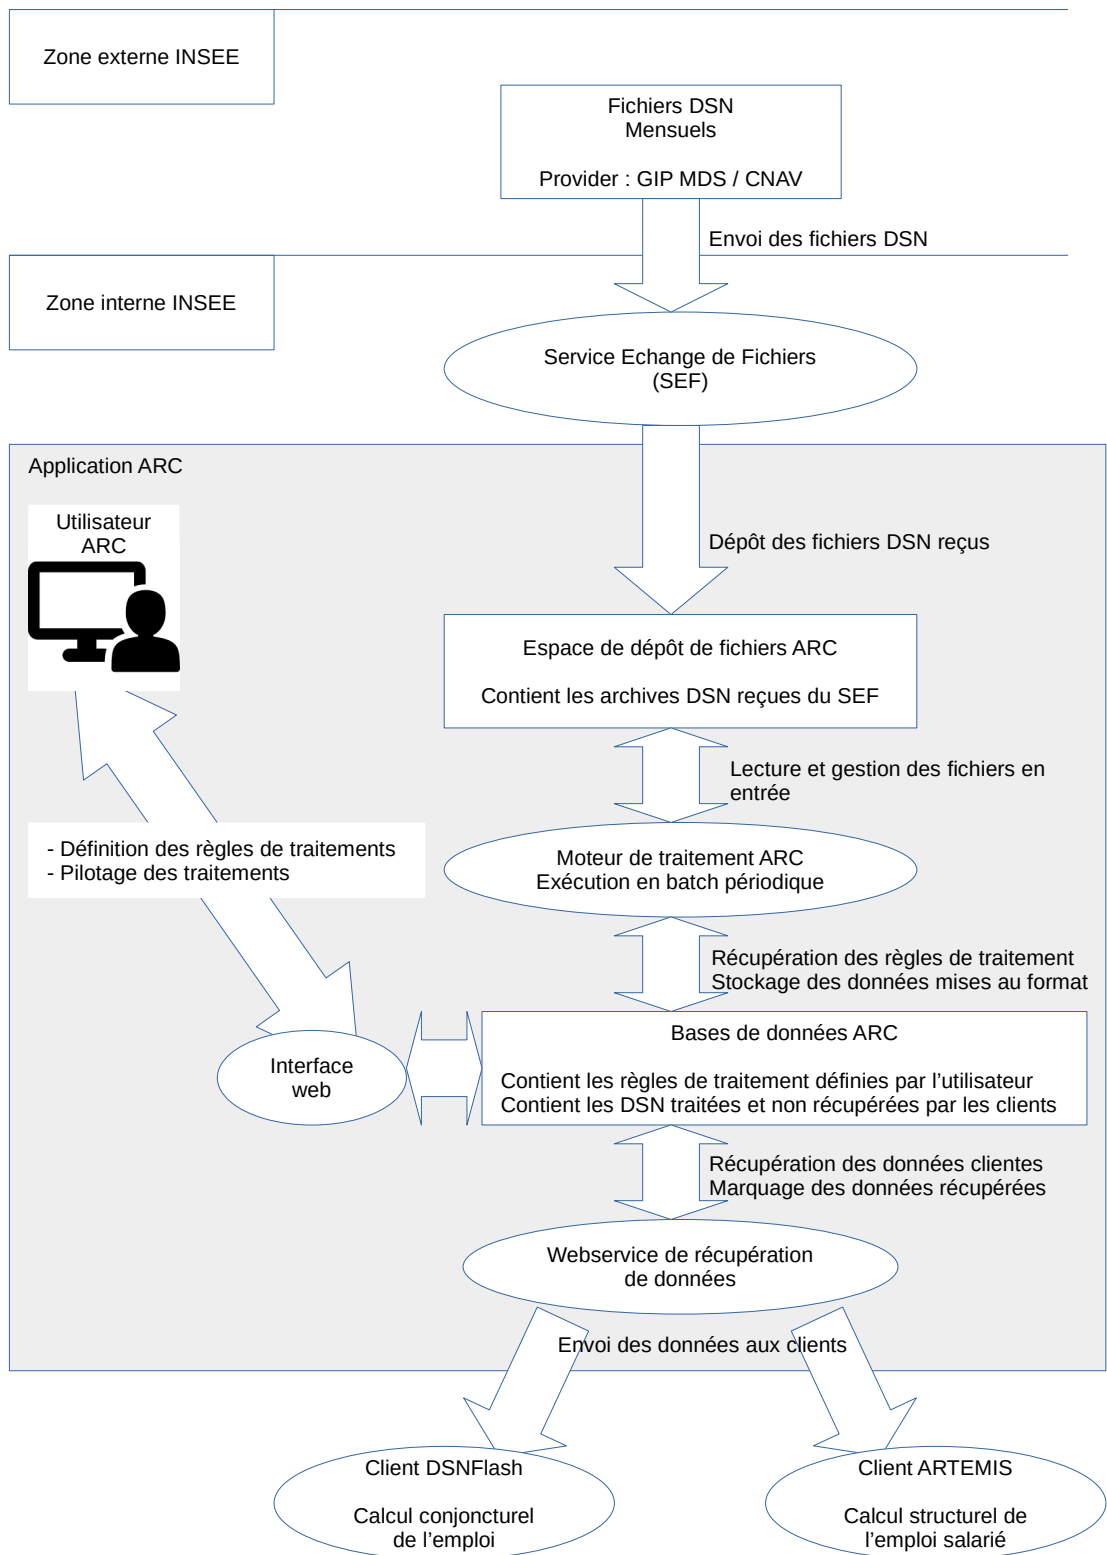 Zone externe INSEE
Fichiers DSN
Mensuels
Provider : GIP MDS / CNAV
Envoi des fichiers DSN
Zone interne INSEE
Service Echange de Fichiers
(SEF)
Application ARC
Utilisateur
ARC
Dépôt des fichiers DSN reçus
Espace de dépôt de fichiers ARC
Contient les archives DSN reçues du SEF
Lecture et gestion des fichiers en
entrée
- Définition des règles de traitements
- Pilotage des traitements
Moteur de traitement ARC
Exécution en batch périodique
Récupération des règles de traitement
Stockage des données mises au format
Interface
web
Bases de données ARC
Contient les règles de traitement définies par l’utilisateur
Contient les DSN traitées et non récupérées par les clients
Récupération des données clientes
Marquage des données récupérées
Webservice de récupération
de données
Envoi des données aux clients
Client DSNFlash
Calcul conjoncturel
de l’emploi
Client ARTEMIS
Calcul structurel de
l’emploi salarié